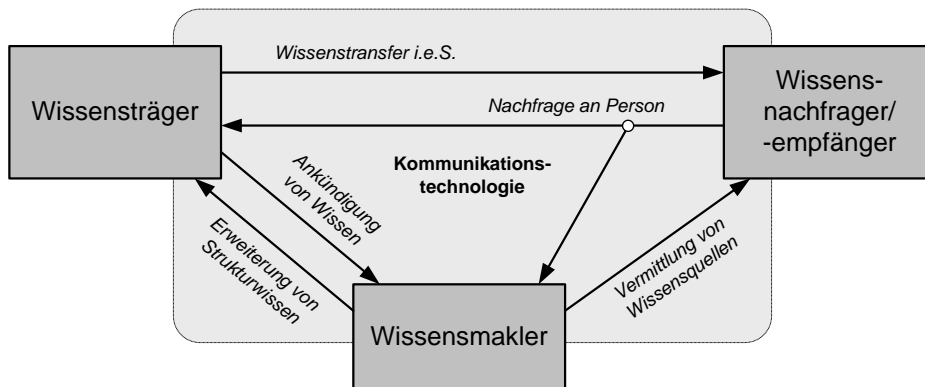 Wissenstransfer i.e.S.
Wissensträger
Wissens-
nachfrager/
-empfänger
Nachfrage an Person
Kommunikations-
technologie
Ankündigung
von Wissen
Erweiterung von
Strukturwissen
Vermittlung von
Wissensquellen
Wissensmakler